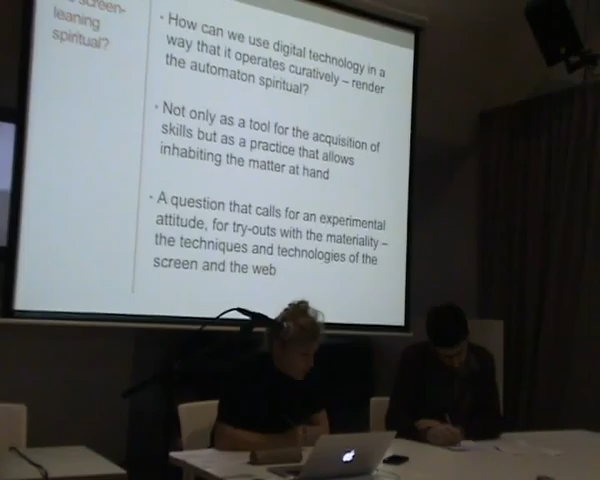 screen-
leaning
spiritual?
• How can we use digital technology in a
way that it operates curatively – render
the automaton spiritual?
• Not only as a tool for the acquisition of
skills but as a practice that allows
inhabiting the matter at hand
• A question that calls for an experimental
attitude, for try-outs with the materiality –
the techniques and technologies of the
screen and the web